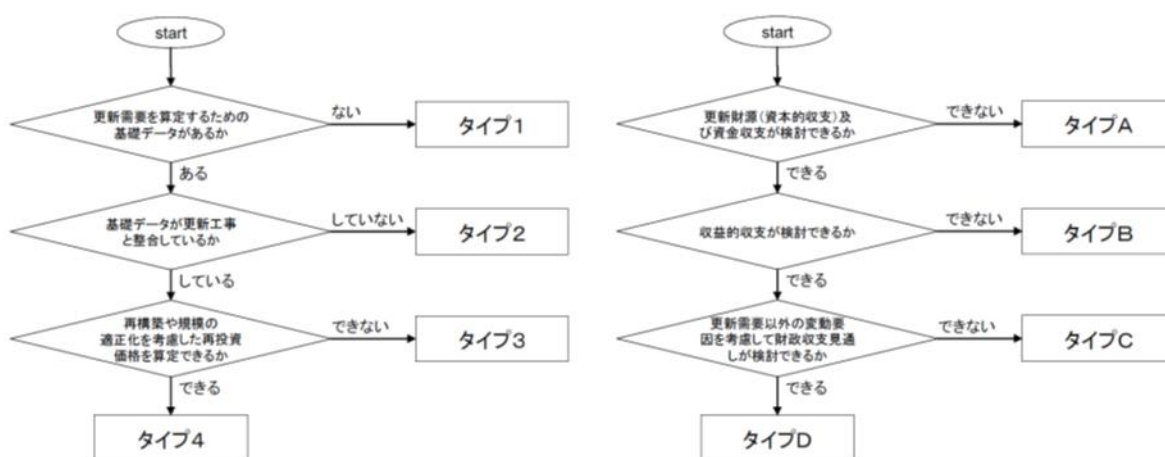 start
更新需要を算定するための
基礎データがあるか
ない
タイプ1
ある
基礎データが更新工事
と整合しているか
していない
タイプ2
している
再構築や規模の
適正化を考慮した再投資
価格を算定できるか
できない
タイプ3
できる
タイプ4
start
更新財源(資本的収支)及
び資金収支が検討できるか
できない
タイプA
できる
収益的収支が検討できるか
できない
タイプB
できる
更新需要以外の変動要
因を考慮して財政収支見通
しが検討できるか
できない
タイプC
できる
タイプD